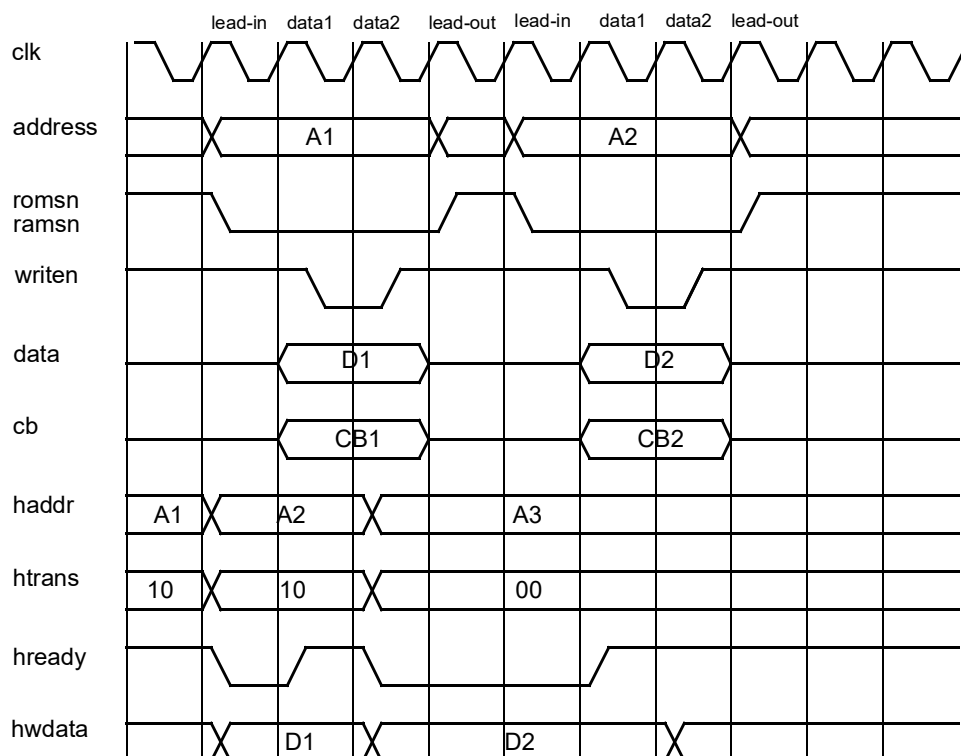 lead-in data1 data2 lead-out lead-in data1 data2 lead-out
clk
address A1 A2
romsn
ramsn
writen
data D1 D2
cb CB1 CB2
haddr A1 A2 A3
htrans 10 10 00
hready
hwdata D1 D2